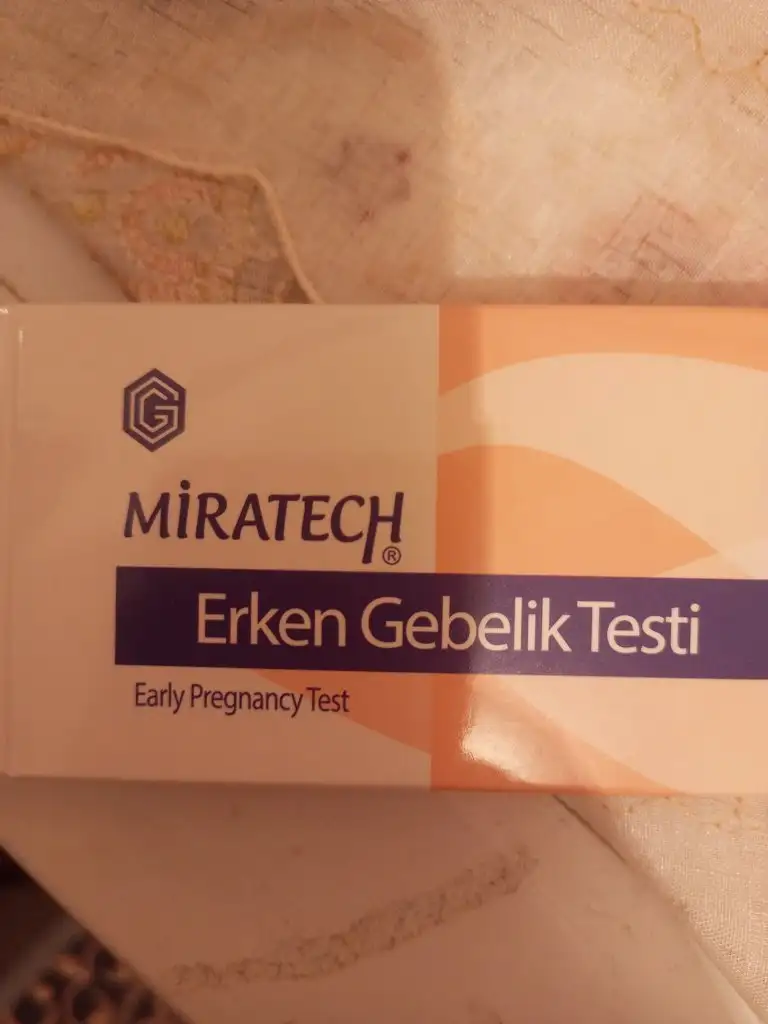 G
MİRATECH®
Erken Gebelik Testi
Early Pregnancy Test